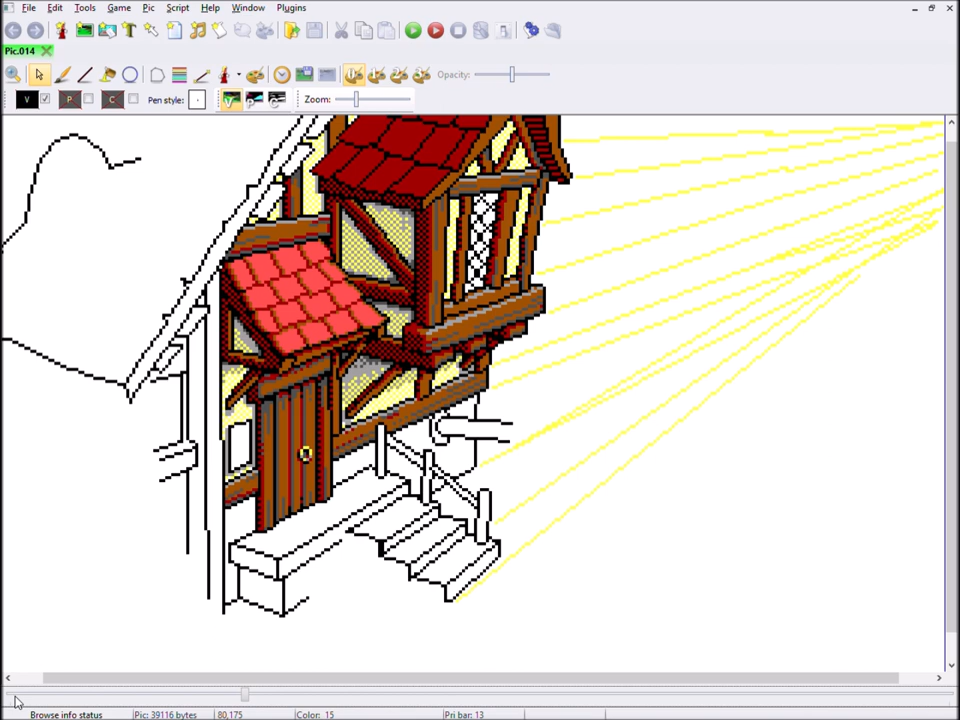 File Edit Tools Game Pic Script Help Window Plugins
Pic.014
Opacity:
V P C Pen style: V P C Zoom:
Browse info status Pic: 39116 bytes 80,175 Color: 15 Pri bar: 13